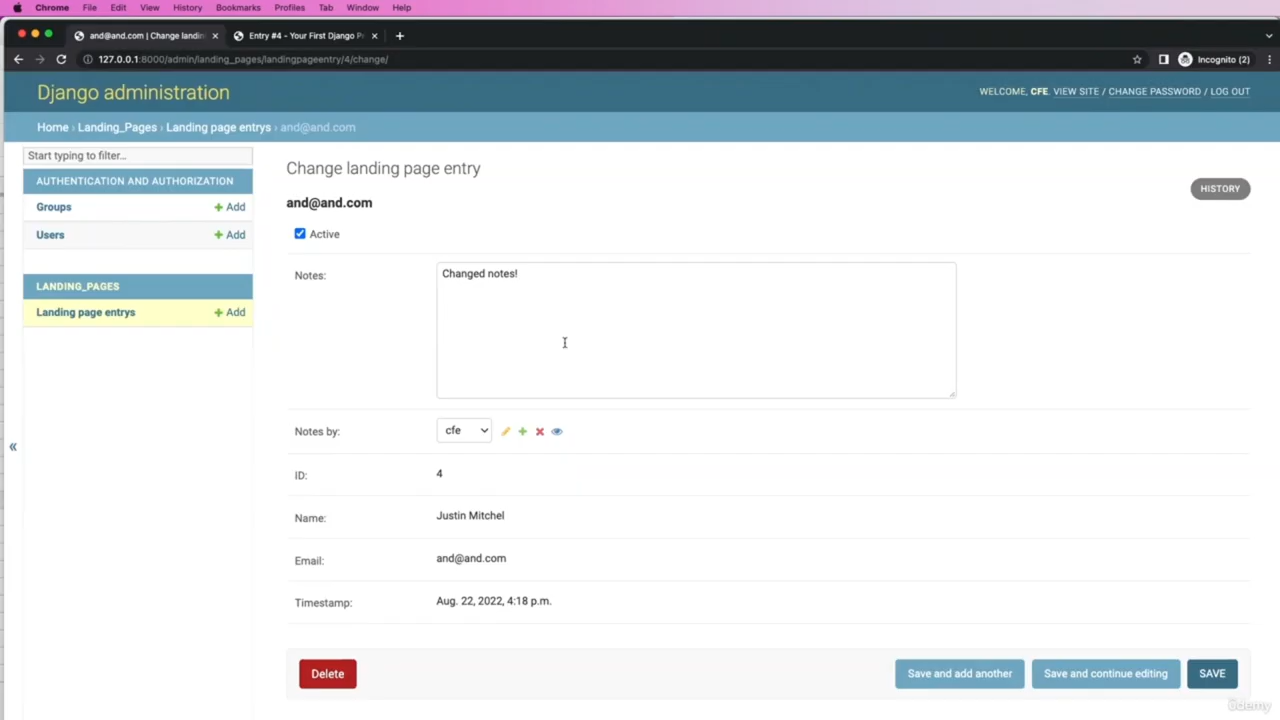 Chrome File Edit View History Bookmarks Profiles Tab Window Help
and@and.com | Change landin
Entry #4 - Your First Django P
127.0.0.1:8000/admin/landing_pages/landingpageentry/4/change/
Incognito (2)
Django administration
WELCOME, CFE. VIEW SITE / CHANGE PASSWORD / LOG OUT
Home › Landing_Pages › Landing page entrys › and@and.com
Start typing to filter...
AUTHENTICATION AND AUTHORIZATION
Groups + Add
Users + Add
LANDING_PAGES
Landing page entrys + Add
«
Change landing page entry
HISTORY
and@and.com
Active
Notes: Changed notes!
Notes by: cfe
ID: 4
Name: Justin Mitchel
Email: and@and.com
Timestamp: Aug. 22, 2022, 4:18 p.m.
Delete
Save and add another
Save and continue editing
SAVE
ûdemy